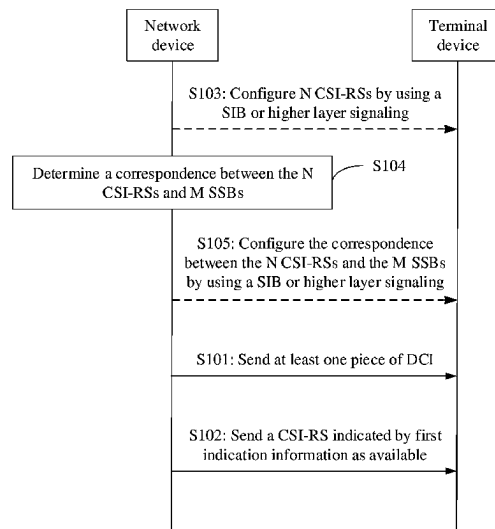 Network
device
Terminal
device
S103: Configure N CSI-RSs by using a
SIB or higher layer signaling
Determine a correspondence between the N
CSI-RSs and M SSBs
S104
S105: Configure the correspondence
between the N CSI-RSs and the M SSBs
by using a SIB or higher layer signaling
S101: Send at least one piece of DCI
S102: Send a CSI-RS indicated by first
indication information as available